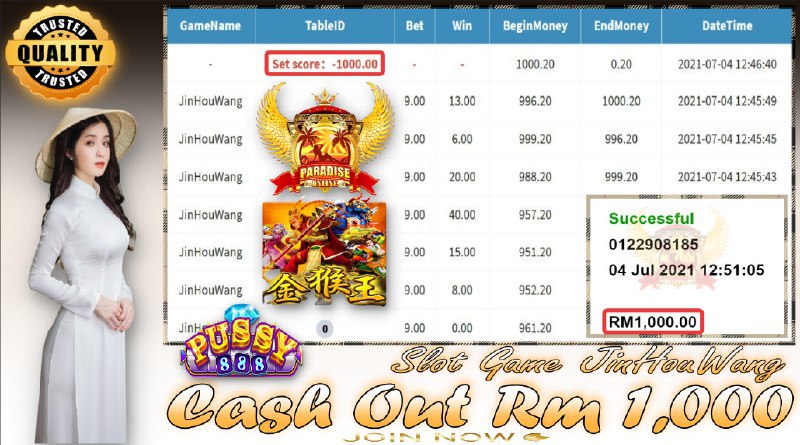 TRUSTED
QUALITY
TRUSTED
GameName TableID Bet Win BeginMoney EndMoney DateTime
- Set score: -1000.00 - - 1000.20 0.20 2021-07-04 12:46:40
JinHouWang 9.00 13.00 996.20 1000.20 2021-07-04 12:45:49
JinHouWang 9.00 6.00 999.20 996.20 2021-07-04 12:45:45
JinHouWang 9.00 20.00 988.20 999.20 2021-07-04 12:45:43
JinHouWang 9.00 40.00 957.20
JinHouWang 9.00 15.00 951.20
JinHouWang 9.00 8.00 952.20
JinHouWang 0 9.00 0.00 961.20
PARADISE
ONLINE
金猴王
PUSSY
888
Successful
0122908185
04 Jul 2021 12:51:05
RM1,000.00
Slot Game JinHouWang
Cash Out Rm 1,000
JOIN NOW